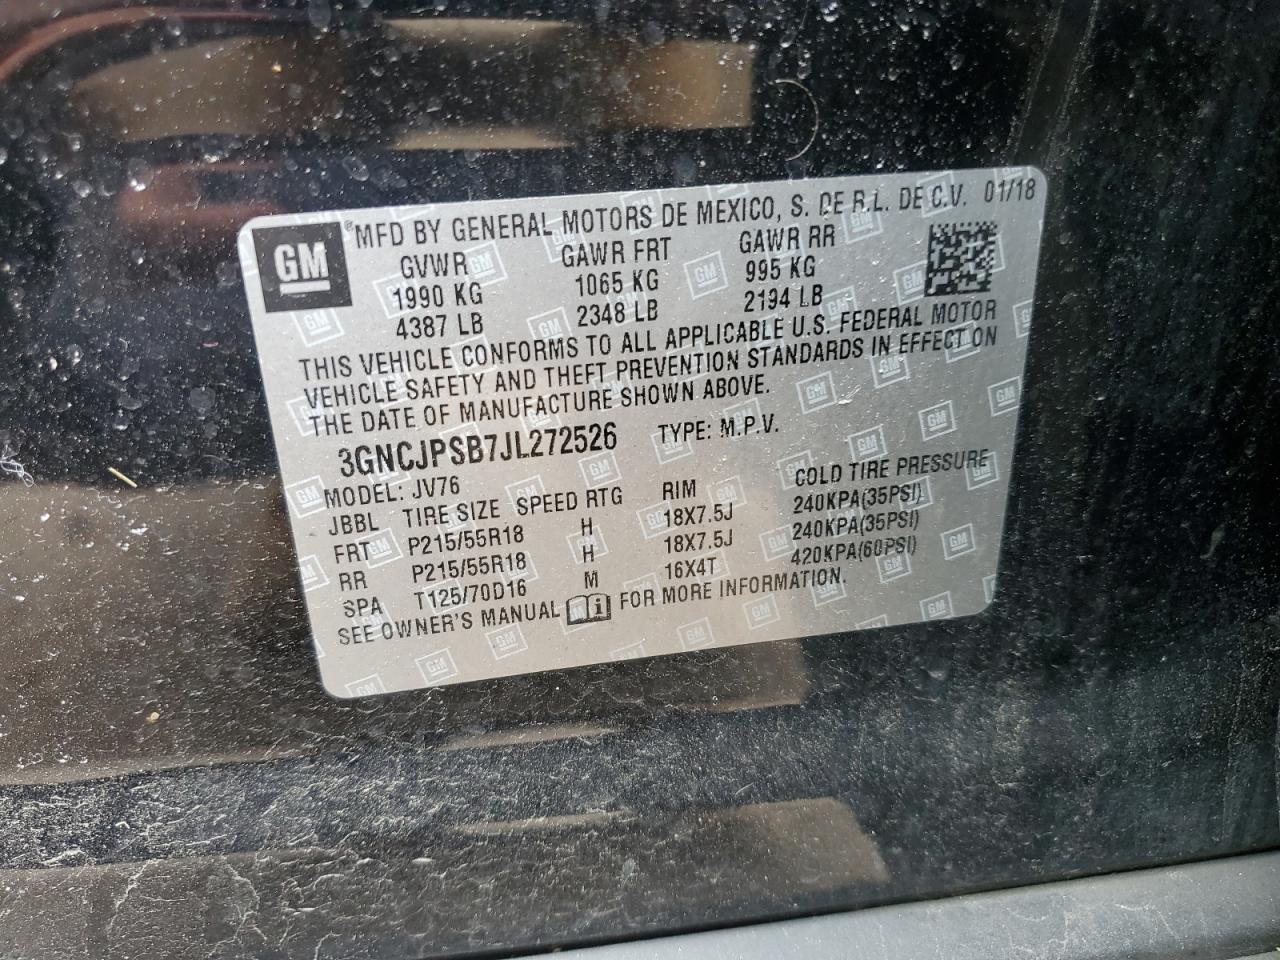 GM
®MFD BY GENERAL MOTORS DE MEXICO, S. DE R.L. DE C.V. 01/18
GVWR GAWR FRT GAWR RR
1990 KG 1065 KG 995 KG
4387 LB 2348 LB 2194 LB
THIS VEHICLE CONFORMS TO ALL APPLICABLE U.S. FEDERAL MOTOR
VEHICLE SAFETY AND THEFT PREVENTION STANDARDS IN EFFECT ON
THE DATE OF MANUFACTURE SHOWN ABOVE.
3GNCJPSB7JL272526 TYPE: M.P.V.
MODEL: JV76
JBBL TIRE SIZE SPEED RTG RIM COLD TIRE PRESSURE
FRT P215/55R18 H 18X7.5J 240KPA(35PSI)
RR P215/55R18 H 18X7.5J 240KPA(35PSI)
SPA T125/70D16 M 16X4T 420KPA(60PSI)
SEE OWNER'S MANUAL i FOR MORE INFORMATION.